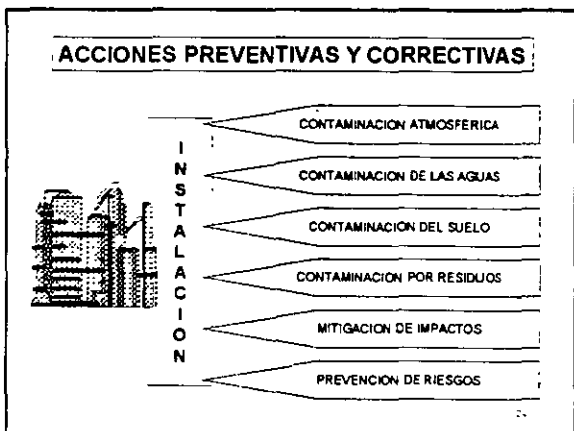 ACCIONES PREVENTIVAS Y CORRECTIVAS
INSTALACION
CONTAMINACION ATMOSFERICA
CONTAMINACION DE LAS AGUAS
CONTAMINACION DEL SUELO
CONTAMINACION POR RESIDUOS
MITIGACION DE IMPACTOS
PREVENCION DE RIESGOS